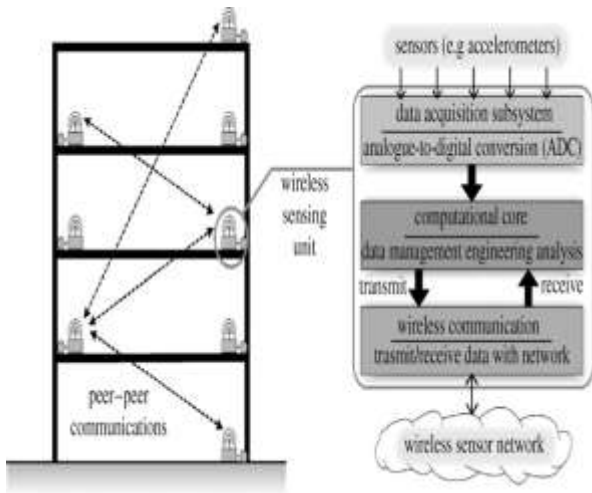 sensors (e.g accelerometers)
data acquisition subsystem
analogue-to-digital conversion (ADC)
wireless
sensing
unit
computational core
data management engineering analysis
transmit
receive
wireless communication
trasmit/receive data with network
peer–peer
communications
wireless sensor network